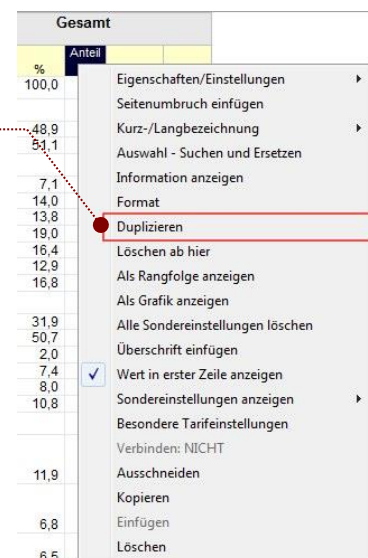 Gesamt
Anteil
%
100,0
48,9
51,1
7,1
14,0
13,8
19,0
16,4
12,9
16,8
31,9
50,7
2,0
7,4
8,0
10,8
11,9
6,8
6,5
Eigenschaften/Einstellungen
Seitenumbruch einfügen
Kurz-/Langbezeichnung
Auswahl - Suchen und Ersetzen
Information anzeigen
Format
Duplizieren
Löschen ab hier
Als Rangfolge anzeigen
Als Grafik anzeigen
Alle Sondereinstellungen löschen
Überschrift einfügen
Wert in erster Zeile anzeigen
Sondereinstellungen anzeigen
Besondere Tarifeinstellungen
Verbinden: NICHT
Ausschneiden
Kopieren
Einfügen
Löschen